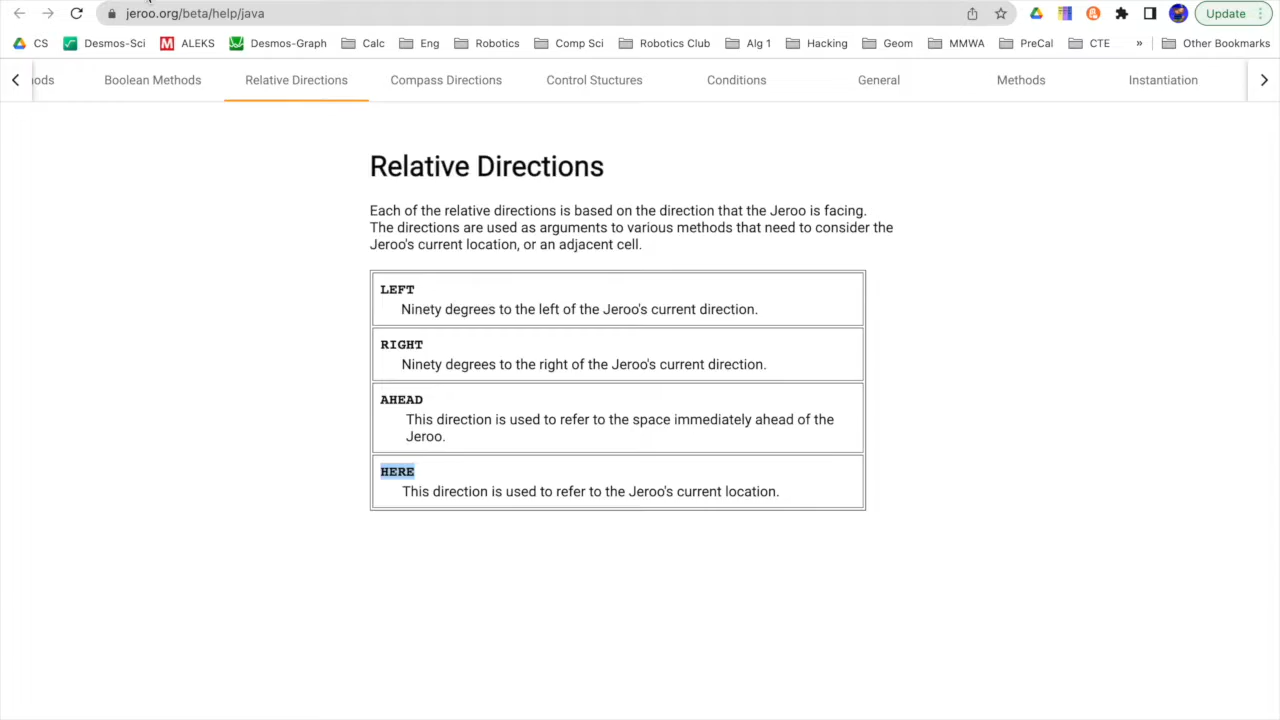 jeroo.org/beta/help/java
Update
CS Desmos-Sci ALEKS Desmos-Graph Calc Eng Robotics Comp Sci Robotics Club Alg 1 Hacking Geom MMWA PreCal CTE » Other Bookmarks
ods Boolean Methods Relative Directions Compass Directions Control Stuctures Conditions General Methods Instantiation
Relative Directions
Each of the relative directions is based on the direction that the Jeroo is facing.
The directions are used as arguments to various methods that need to consider the
Jeroo's current location, or an adjacent cell.
LEFT
Ninety degrees to the left of the Jeroo's current direction.
RIGHT
Ninety degrees to the right of the Jeroo's current direction.
AHEAD
This direction is used to refer to the space immediately ahead of the
Jeroo.
HERE
This direction is used to refer to the Jeroo's current location.